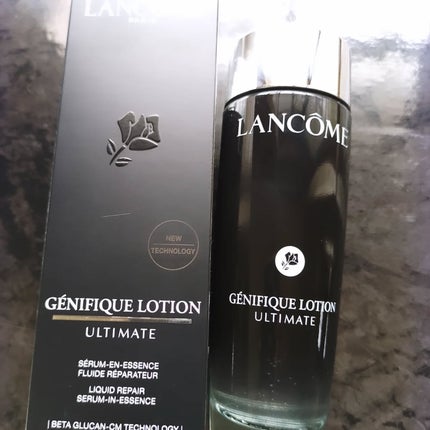 LANCÔME
PARIS
NEW
TECHNOLOGY
GÉNIFIQUE LOTION
ULTIMATE
SÉRUM-EN-ESSENCE
FLUIDE RÉPARATEUR
LIQUID REPAIR
SERUM-IN-ESSENCE
| BETA GLUCAN-CM TECHNOLOGY |
LANCÔME
GÉNIFIQUE LOTION
ULTIMATE